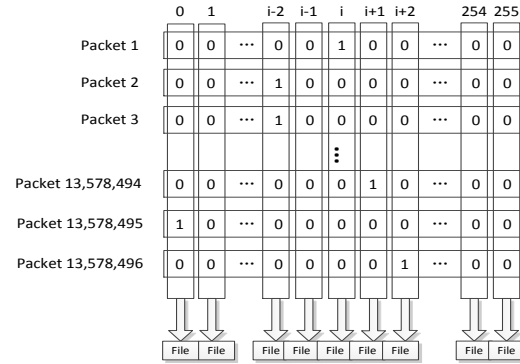 0 1 i-2 i-1 i i+1 i+2 254 255
Packet 1 0 0 ··· 0 0 1 0 0 ··· 0 0
Packet 2 0 0 ··· 1 0 0 0 0 ··· 0 0
Packet 3 0 0 ··· 1 0 0 0 0 ··· 0 0
⋮
Packet 13,578,494 0 0 ··· 0 0 0 1 0 ··· 0 0
Packet 13,578,495 1 0 ··· 0 0 0 0 0 ··· 0 0
Packet 13,578,496 0 0 ··· 0 0 0 0 1 ··· 0 0
File File File File File File File File File